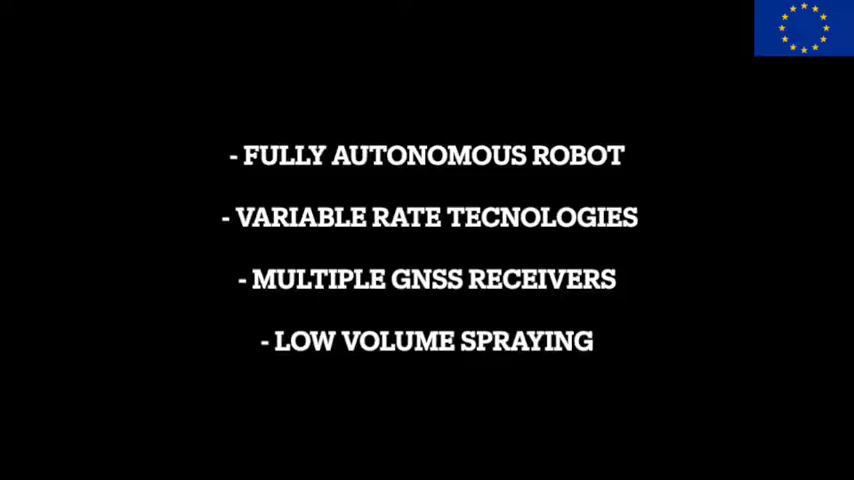 - FULLY AUTONOMOUS ROBOT
- VARIABLE RATE TECNOLOGIES
- MULTIPLE GNSS RECEIVERS
- LOW VOLUME SPRAYING